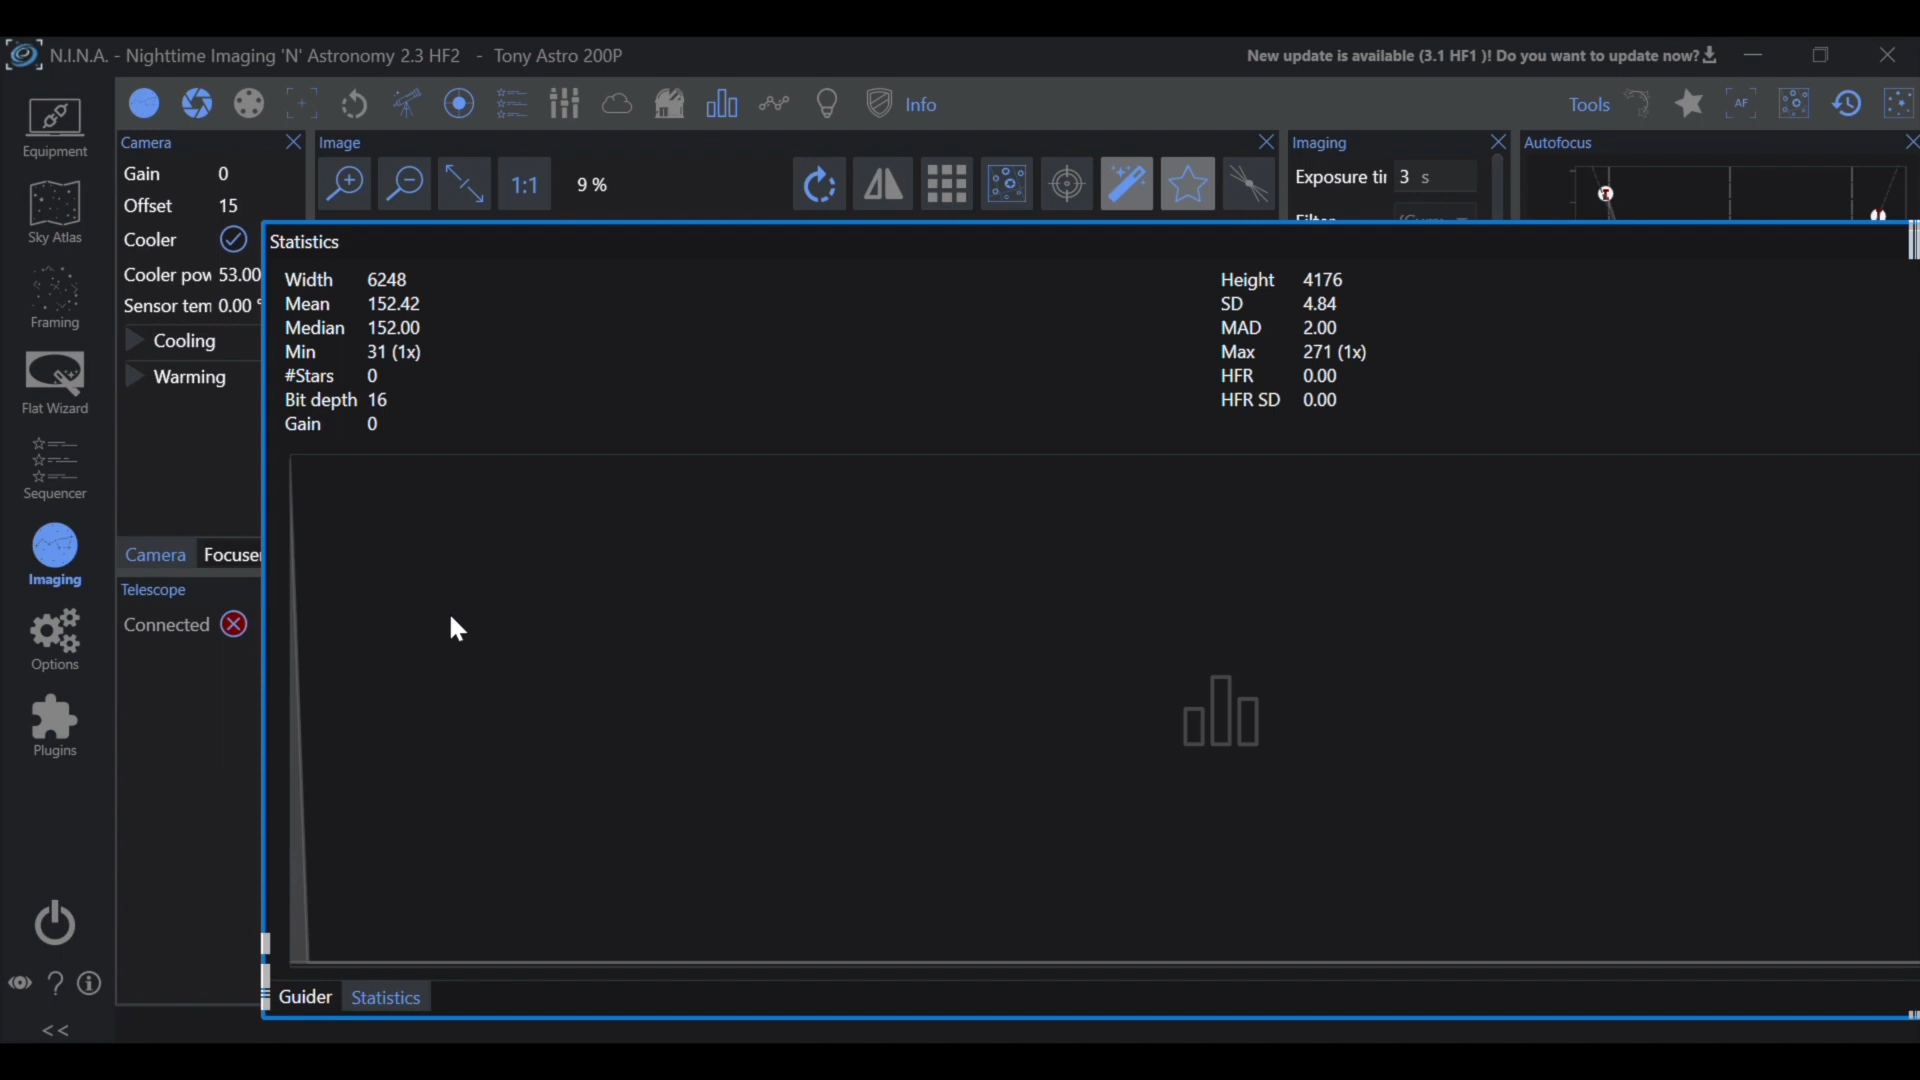 N.I.N.A. - Nighttime Imaging 'N' Astronomy 2.3 HF2 - Tony Astro 200P
New update is available (3.1 HF1 )! Do you want to update now?
Info
Tools
AF
Equipment
Sky Atlas
Framing
Flat Wizard
Sequencer
Imaging
Options
Plugins
<<
Camera
Gain 0
Offset 15
Cooler
Cooler pow 53.00
Sensor tem 0.00 °
Cooling
Warming
Camera Focuser
Telescope
Connected
Image
1:1 9 %
Imaging
Exposure tir 3 s
Autofocus
Statistics
Width 6248
Mean 152.42
Median 152.00
Min 31 (1x)
#Stars 0
Bit depth 16
Gain 0
Height 4176
SD 4.84
MAD 2.00
Max 271 (1x)
HFR 0.00
HFR SD 0.00
Guider Statistics